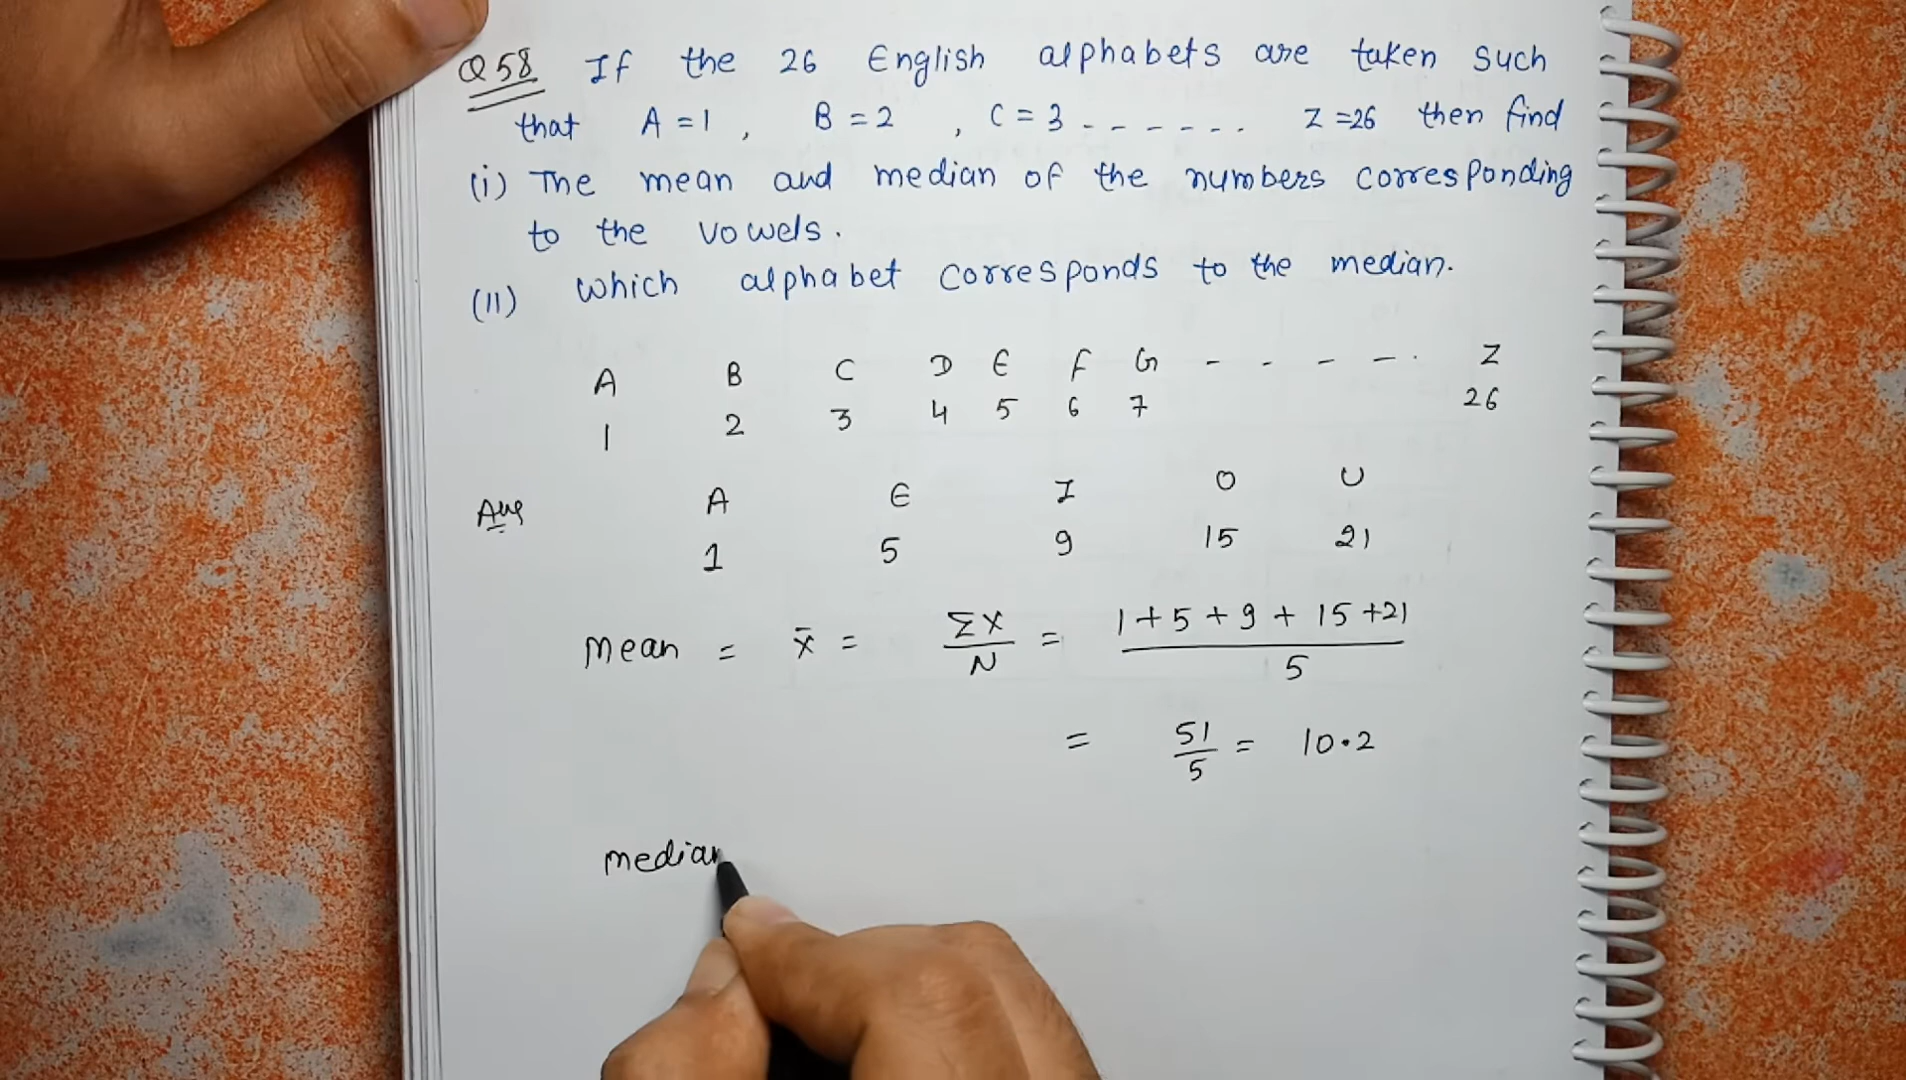 Q58 If the 26 English alphabets are taken such
that A = 1 , B = 2 , C = 3 - - - - - - . Z = 26 then find
(i) The mean and median of the numbers corresponding
to the vowels.
(II) which alphabet corresponds to the median.
A B C D E F G - - - - . Z
1 2 3 4 5 6 7 26
Ans A E I O U
1 5 9 15 21
Mean = x̄ = ΣX/N = 1 + 5 + 9 + 15 + 21 / 5
= 51/5 = 10.2
median